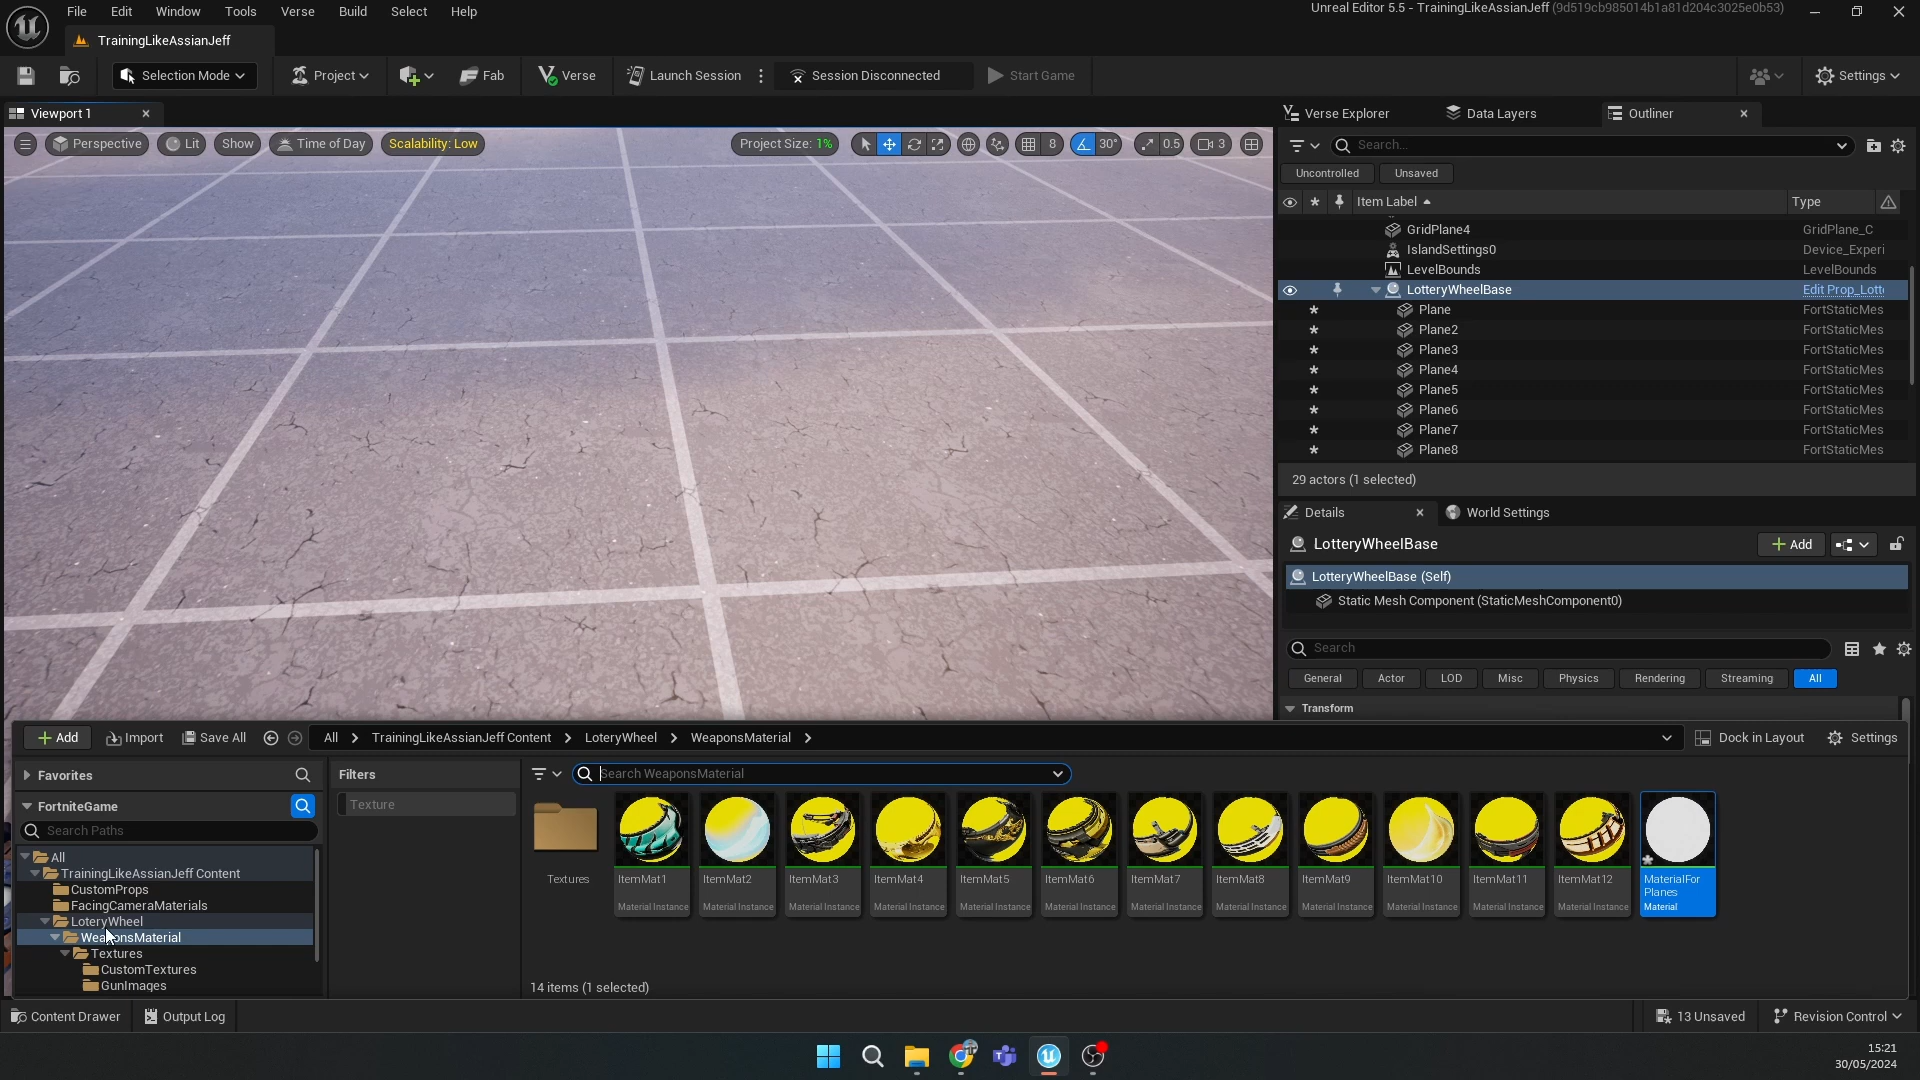 File Edit Window Tools Verse Build Select Help
Unreal Editor 5.5 - TrainingLikeAssianJeff (9d519cb985014b1a81d204c3025e0b53)
TrainingLikeAssianJeff
Selection Mode Project Fab Verse Launch Session Session Disconnected Start Game Settings
Viewport 1
Verse Explorer Data Layers Outliner
Perspective Lit Show Time of Day Scalability: Low Project Size: 1% 8 30° 0.5 3
Search...
Uncontrolled Unsaved
Item Label Type
GridPlane4 GridPlane_C
IslandSettings0 Device_Experi
LevelBounds LevelBounds
LotteryWheelBase Edit Prop_Lott
Plane FortStaticMes
Plane2 FortStaticMes
Plane3 FortStaticMes
Plane4 FortStaticMes
Plane5 FortStaticMes
Plane6 FortStaticMes
Plane7 FortStaticMes
Plane8 FortStaticMes
29 actors (1 selected)
Details World Settings
LotteryWheelBase Add
LotteryWheelBase (Self)
Static Mesh Component (StaticMeshComponent0)
Search
General Actor LOD Misc Physics Rendering Streaming All
Transform
Add Import Save All All TrainingLikeAssianJeff Content LoteryWheel WeaponsMaterial Dock in Layout Settings
Favorites
Filters
Search WeaponsMaterial
FortniteGame
Texture
Search Paths
All
TrainingLikeAssianJeff Content
CustomProps
FacingCameraMaterials
LoteryWheel
WeaponsMaterial
Textures
CustomTextures
GunImages
Textures
ItemMat1 ItemMat2 ItemMat3 ItemMat4 ItemMat5 ItemMat6 ItemMat7 ItemMat8 ItemMat9 ItemMat10 ItemMat11 ItemMat12 MaterialFor
Planes
Material Instance Material Instance Material Instance Material Instance Material Instance Material Instance Material Instance Material Instance Material Instance Material Instance Material Instance Material Instance Material
14 items (1 selected)
Content Drawer Output Log 13 Unsaved Revision Control
15:21
30/05/2024